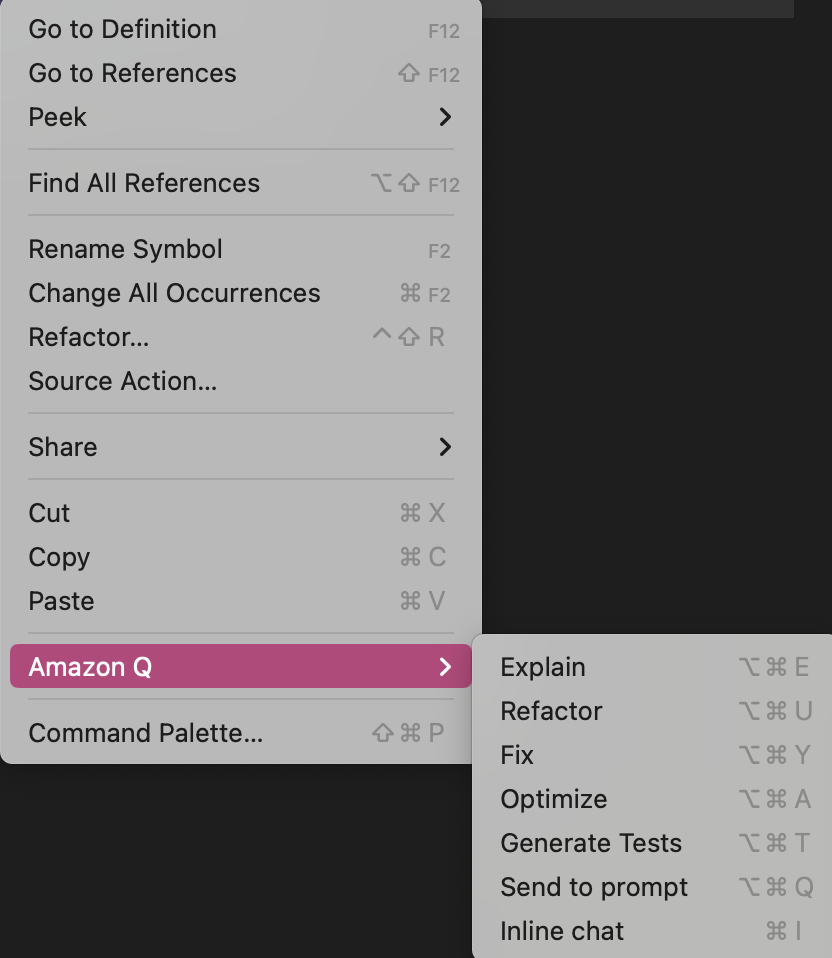 Go to Definition F12
Go to References ⇧ F12
Peek
Find All References ⌥⇧ F12
Rename Symbol F2
Change All Occurrences ⌘ F2
Refactor... ^⇧ R
Source Action...
Share
Cut ⌘ X
Copy ⌘ C
Paste ⌘ V
Amazon Q
Command Palette... ⇧⌘ P
Explain ⌥⌘ E
Refactor ⌥⌘ U
Fix ⌥⌘ Y
Optimize ⌥⌘ A
Generate Tests ⌥⌘ T
Send to prompt ⌥⌘ Q
Inline chat ⌘ I